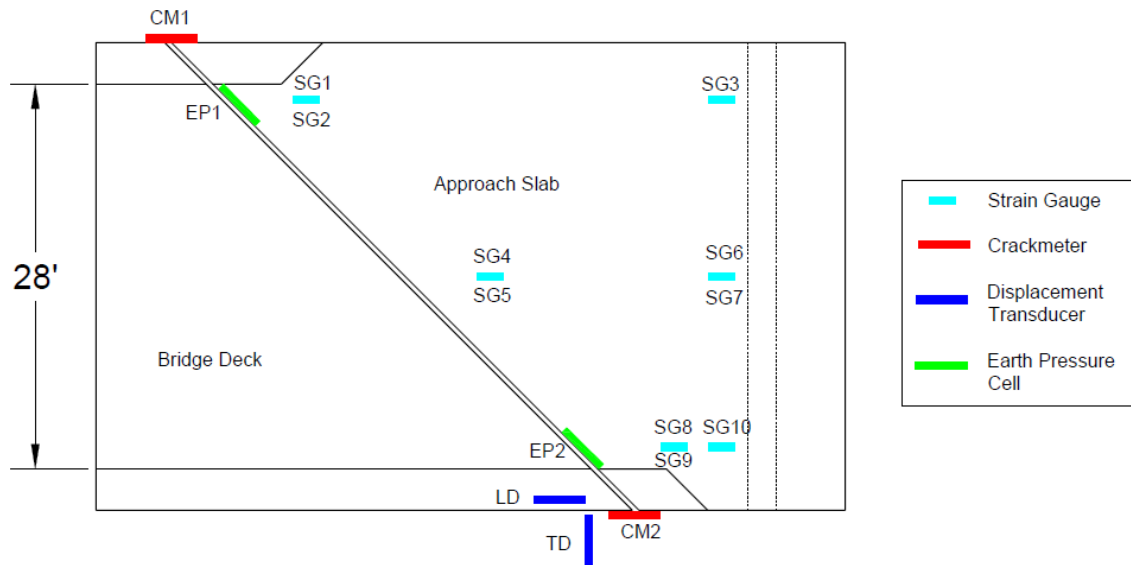 CM1
SG1
SG3
EP1
SG2
Approach Slab
SG4
SG6
28'
SG5
SG7
Bridge Deck
SG8 SG10
EP2
SG9
LD
TD
CM2
Strain Gauge
Crackmeter
Displacement
Transducer
Earth Pressure
Cell